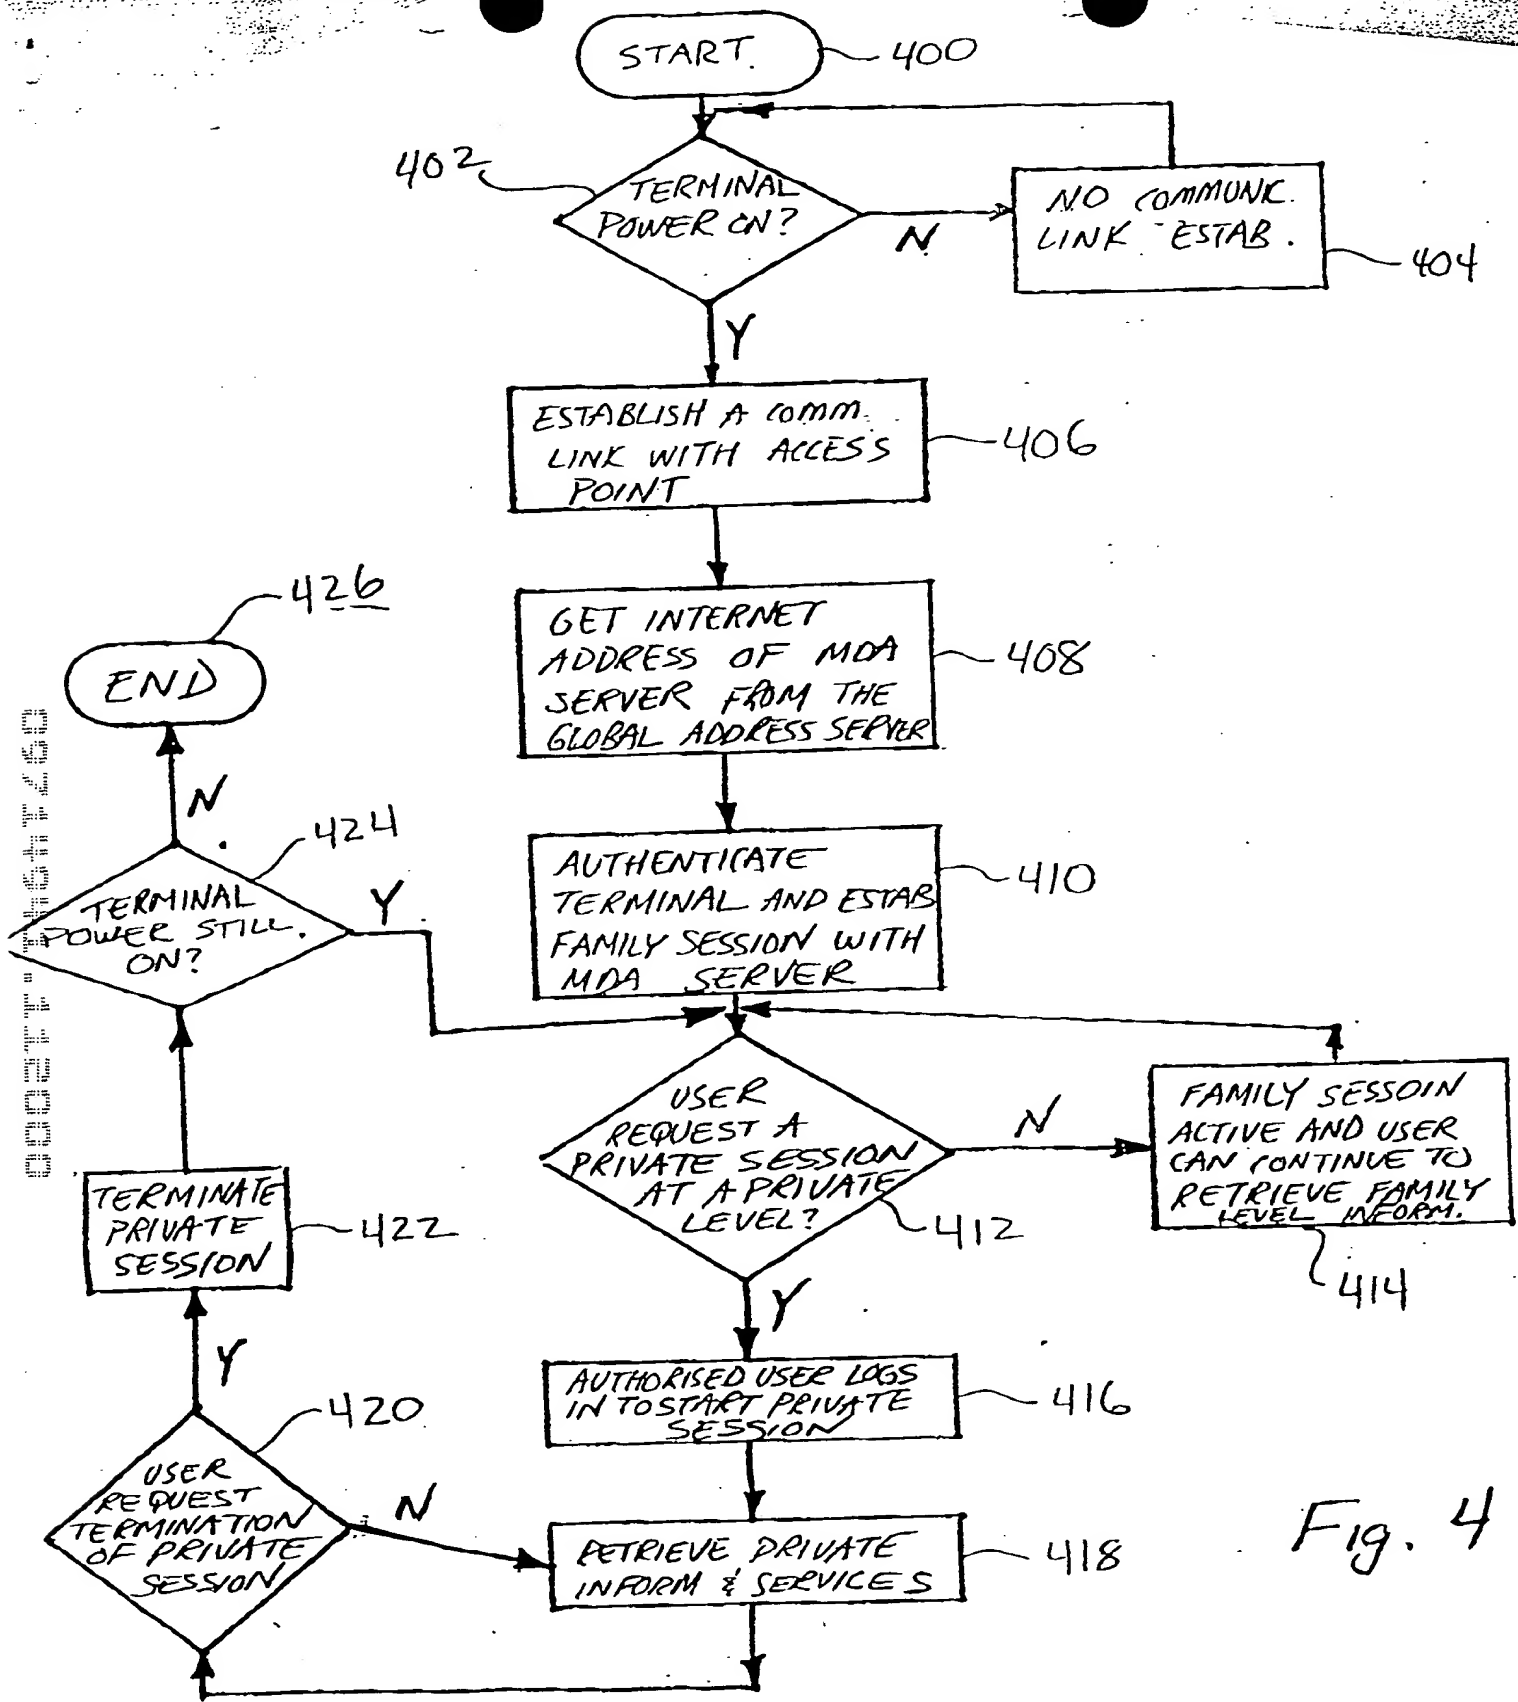 START.
400
402
TERMINAL
POWER ON?
N
NO COMMUNK.
LINK ESTAB.
404
Y
ESTABLISH A COMM.
LINK WITH ACCESS
POINT
406
GET INTERNET
ADDRESS OF MDA
SERVER FROM THE
GLOBAL ADDRESS SERVER
408
AUTHENTICATE
TERMINAL AND ESTAB
FAMILY SESSION WITH
MDA SERVER
410
USER
REQUEST A
PRIVATE SESSION
AT A PRIVATE
LEVEL?
412
N
FAMILY SESSOIN
ACTIVE AND USER
CAN CONTINUE TO
RETRIEVE FAMILY
LEVEL INFORM.
414
Y
AUTHORISED USER LOGS
IN TO START PRIVATE
SESSION
416
RETRIEVE PRIVATE
INFORM & SERVICES
418
USER
REQUEST
TERMINATION
OF PRIVATE
SESSION
420
N
Y
TERMINATE
PRIVATE
SESSION
422
TERMINAL
POWER STILL.
ON?
424
Y
N
END
426
Fig. 4